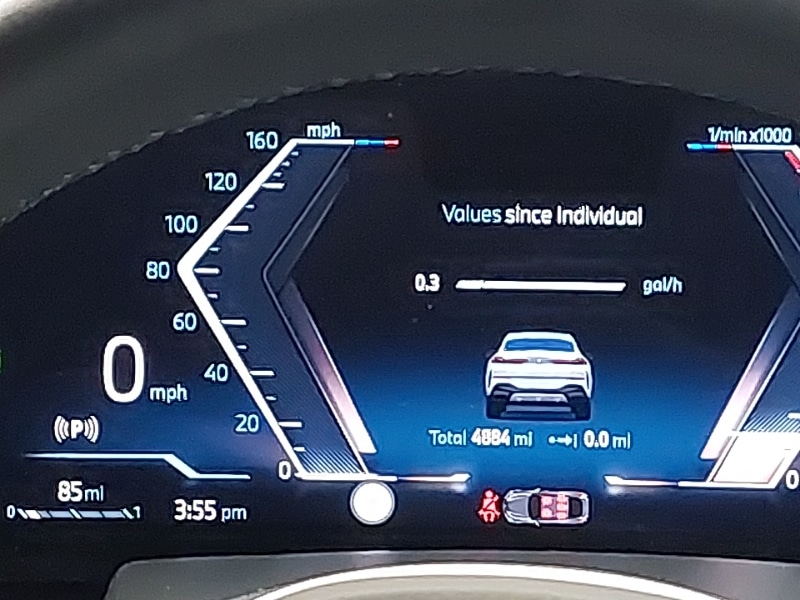 160 mph
1/min x1000
120
100
80
60
40
20
0
0 mph
Values since Individual
0.3 gal/h
Total 4884 mi 0.0 mi
((P))
85 mi
0 1
3:55 pm
0